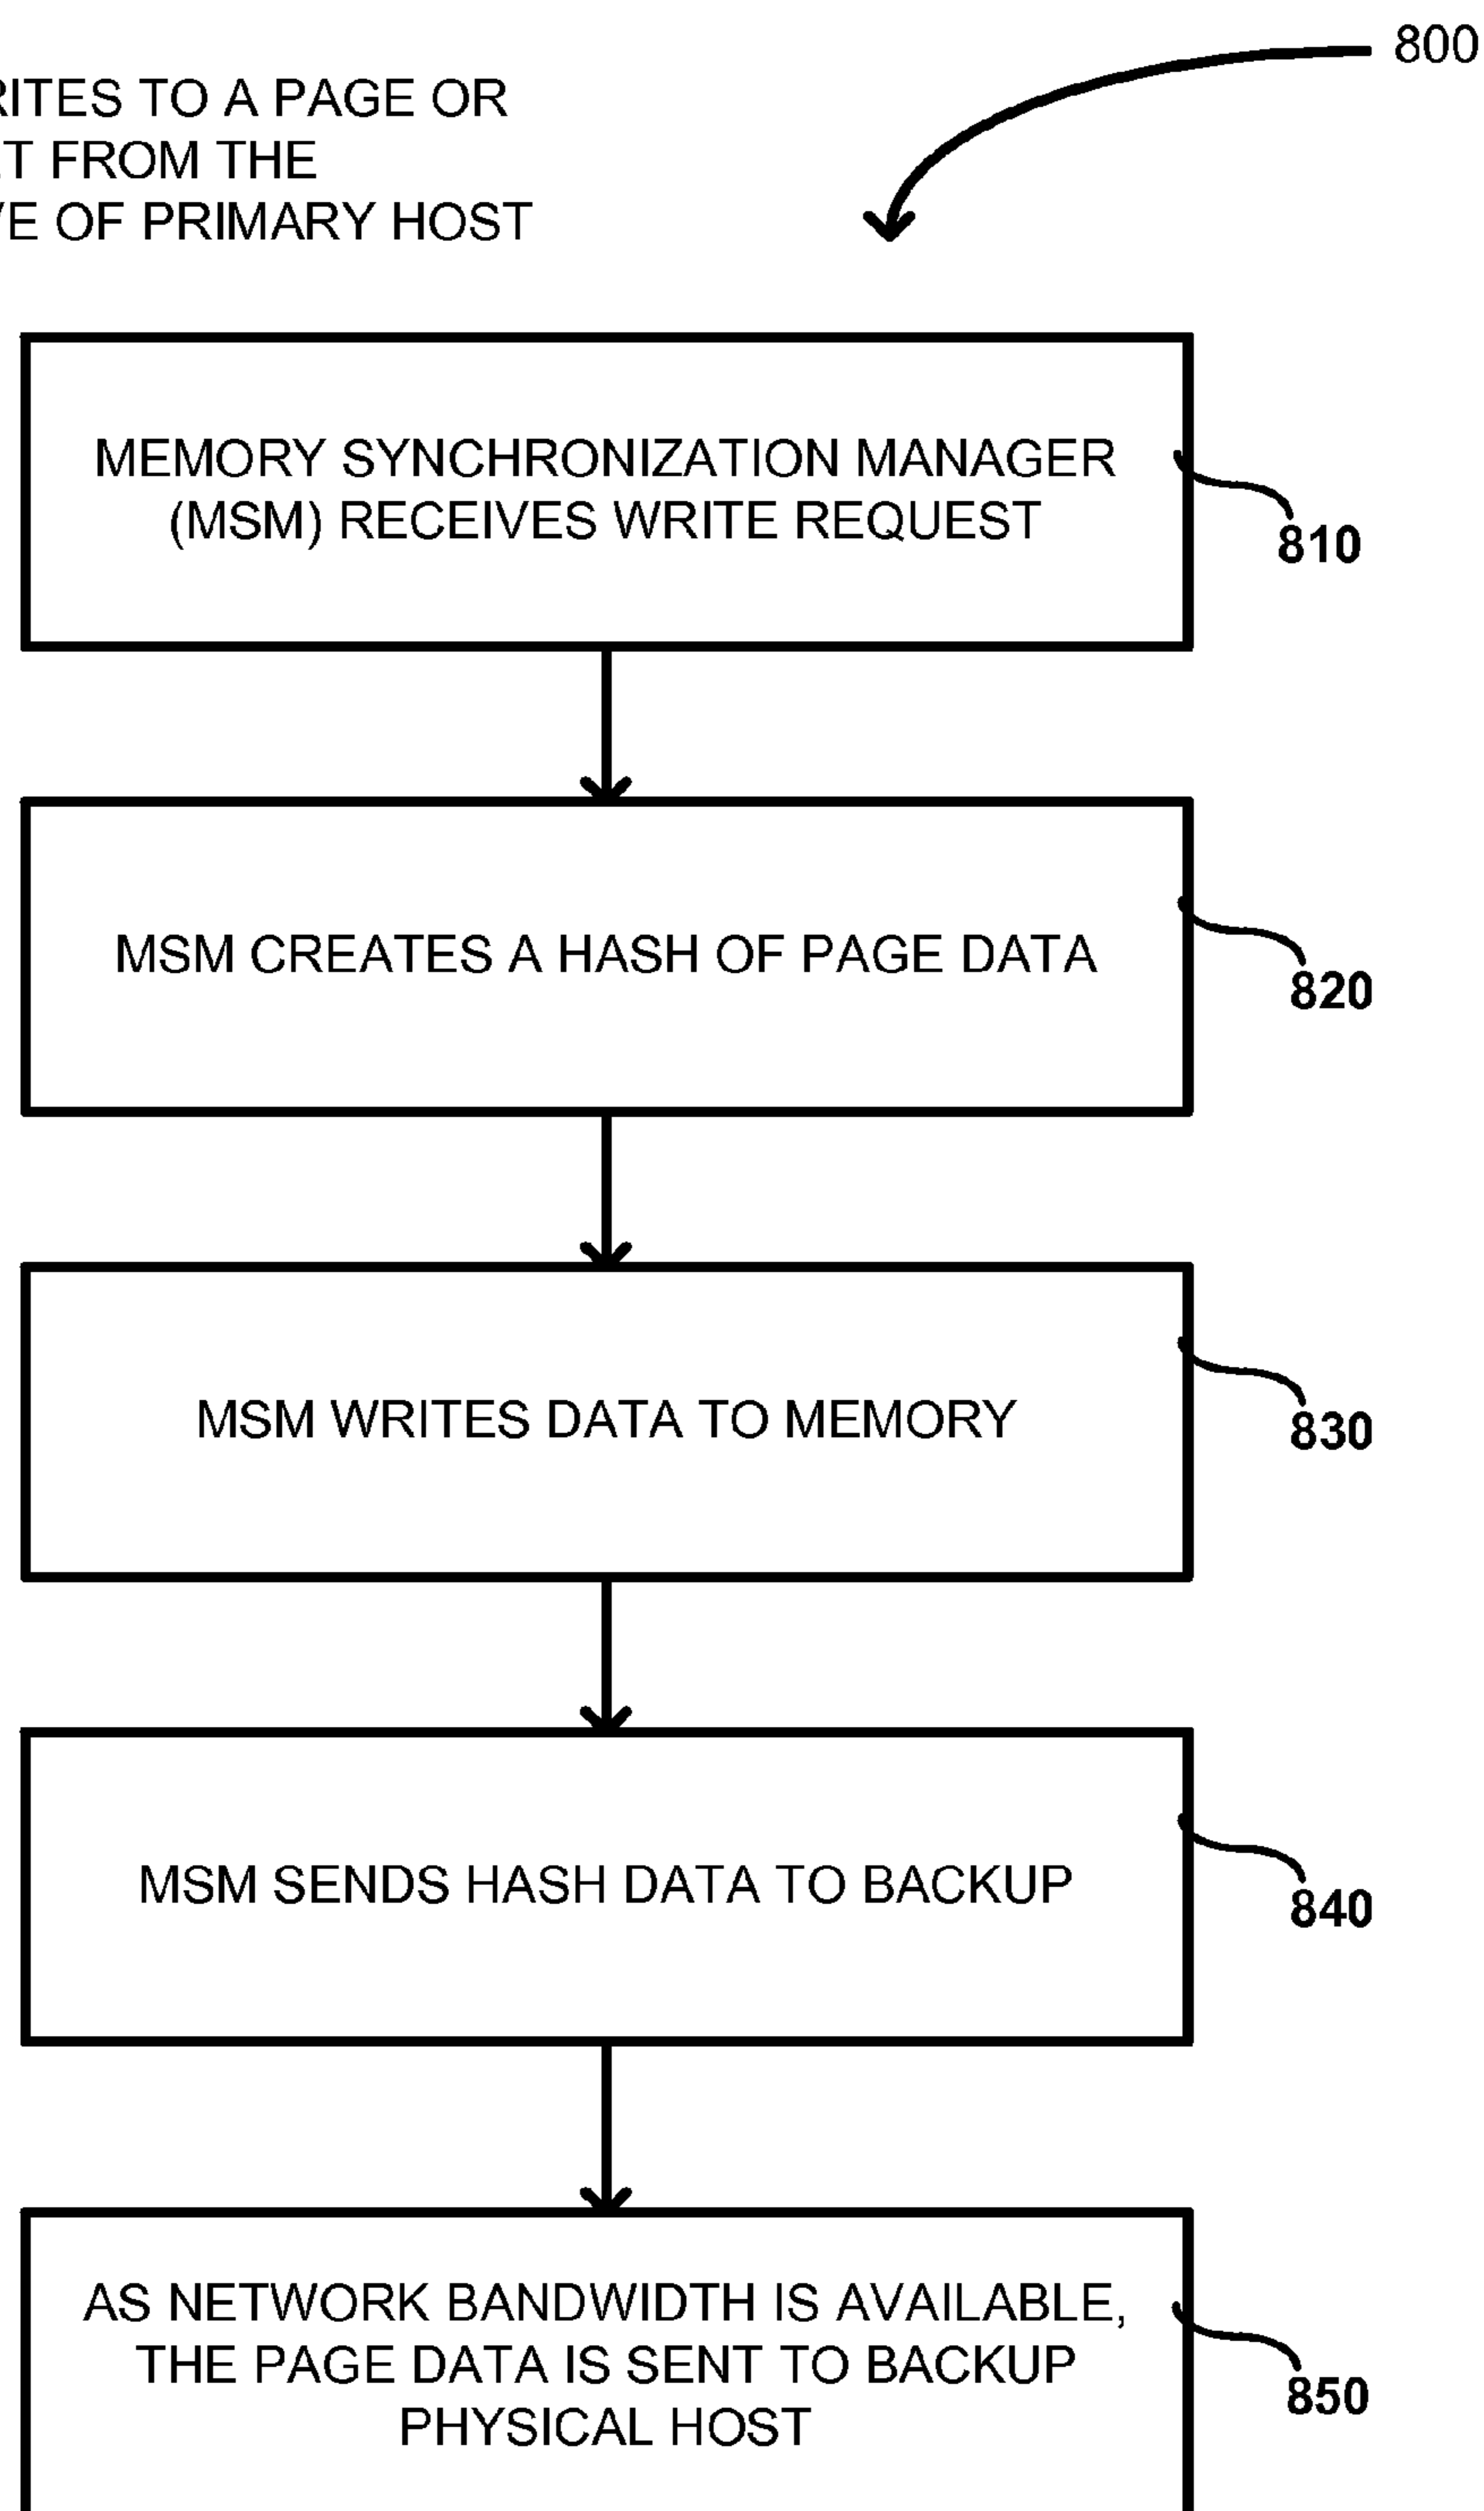 800
TO A PAGE OR
FROM THE
OF PRIMARY HOST
MEMORY SYNCHRONIZATION MANAGER
(MSM) RECEIVES WRITE REQUEST
810
MSM CREATES A HASH OF PAGE DATA
820
MSM WRITES DATA TO MEMORY
830
MSM SENDS HASH DATA TO BACKUP
840
AS NETWORK BANDWIDTH IS AVAILABLE,
THE PAGE DATA IS SENT TO BACKUP
PHYSICAL HOST
850